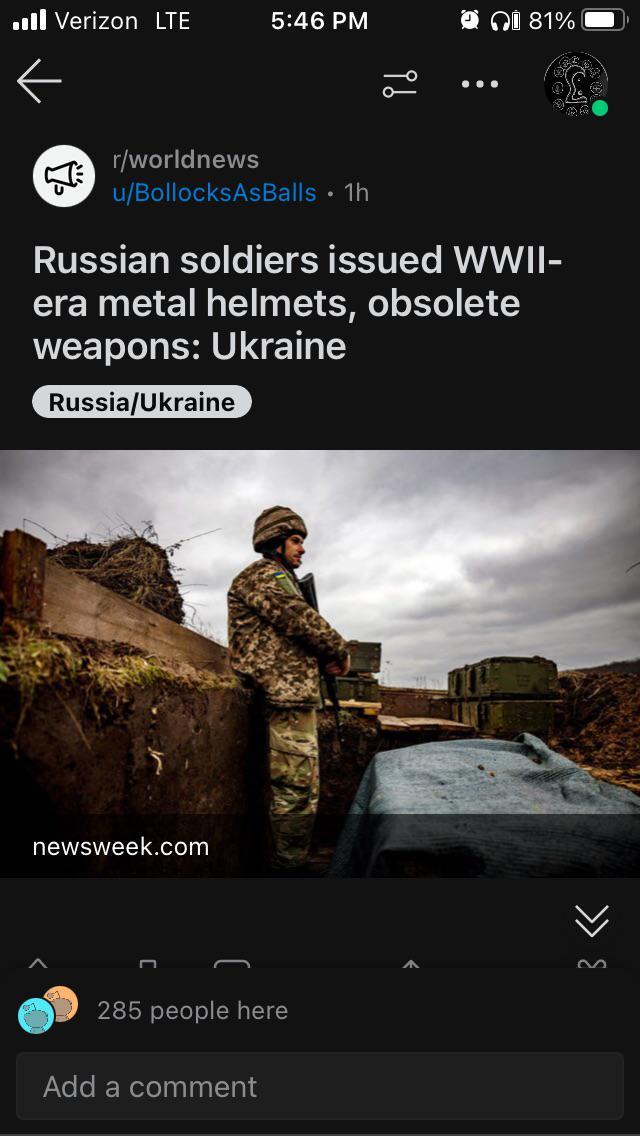 Verizon LTE 5:46 PM 81%
r/worldnews
u/BollocksAsBalls • 1h
Russian soldiers issued WWII-
era metal helmets, obsolete
weapons: Ukraine
Russia/Ukraine
newsweek.com
285 people here
Add a comment